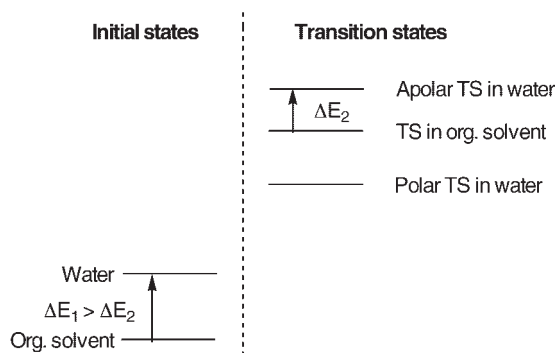 Initial states
Transition states
Apolar TS in water
ΔE₂
TS in org. solvent
Polar TS in water
Water
ΔE₁ > ΔE₂
Org. solvent